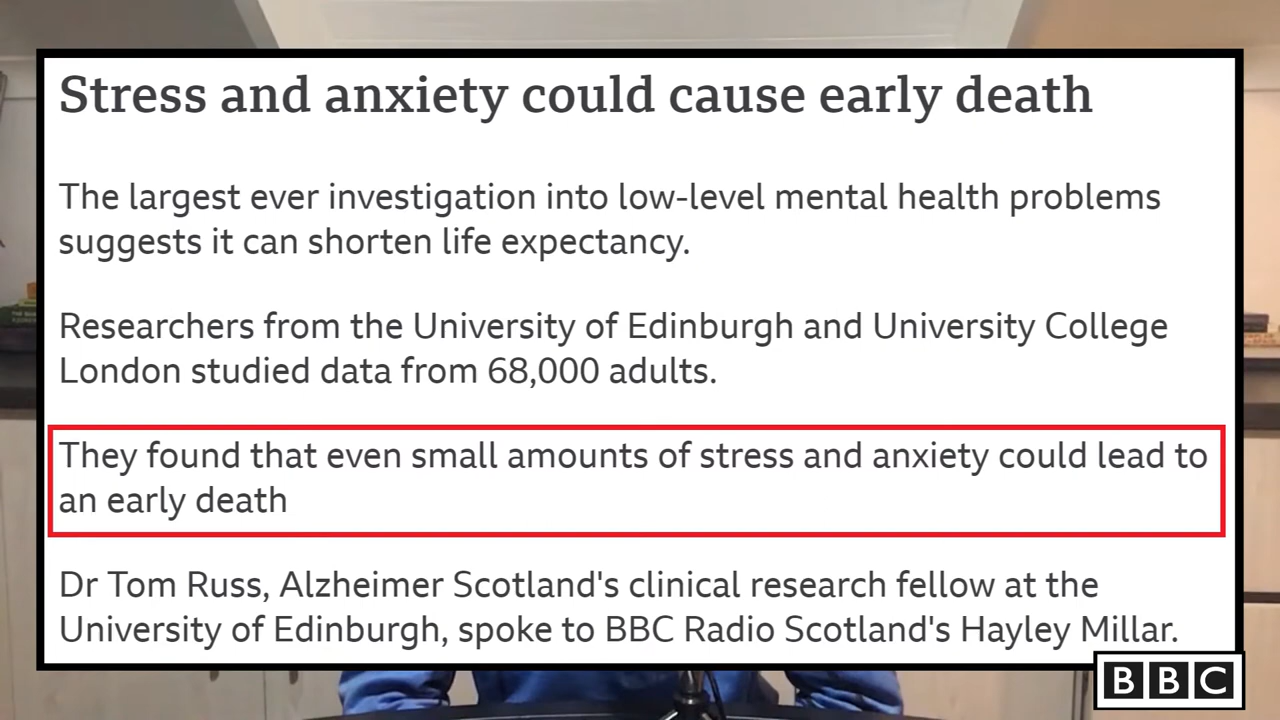 Stress and anxiety could cause early death
The largest ever investigation into low-level mental health problems
suggests it can shorten life expectancy.
Researchers from the University of Edinburgh and University College
London studied data from 68,000 adults.
They found that even small amounts of stress and anxiety could lead to
an early death
Dr Tom Russ, Alzheimer Scotland's clinical research fellow at the
University of Edinburgh, spoke to BBC Radio Scotland's Hayley Millar.
BBC